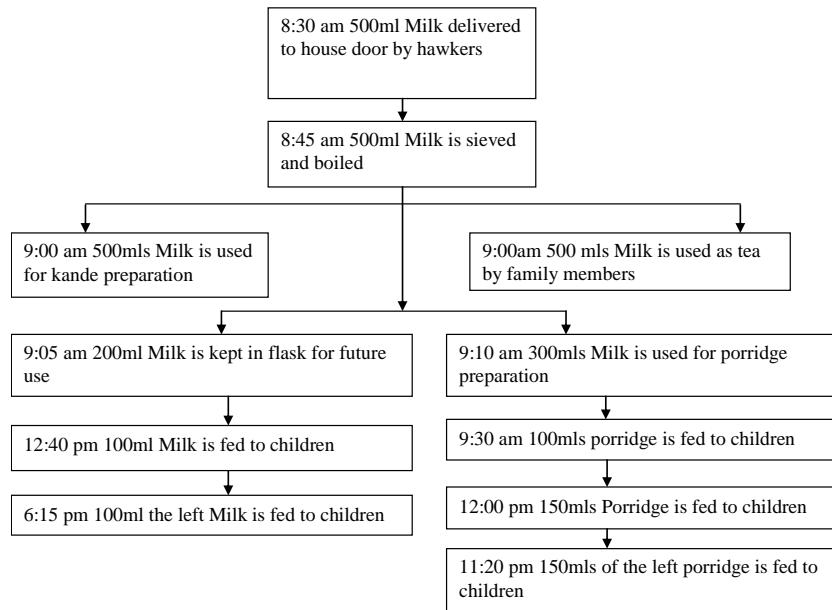 8:30 am 500ml Milk delivered
to house door by hawkers
8:45 am 500ml Milk is sieved
and boiled
9:00 am 500mls Milk is used
for kande preparation
9:00am 500 mls Milk is used as tea
by family members
9:05 am 200ml Milk is kept in flask for future
use
9:10 am 300mls Milk is used for porridge
preparation
12:40 pm 100ml Milk is fed to children
9:30 am 100mls porridge is fed to children
6:15 pm 100ml the left Milk is fed to children
12:00 pm 150mls Porridge is fed to children
11:20 pm 150mls of the left porridge is fed to
children